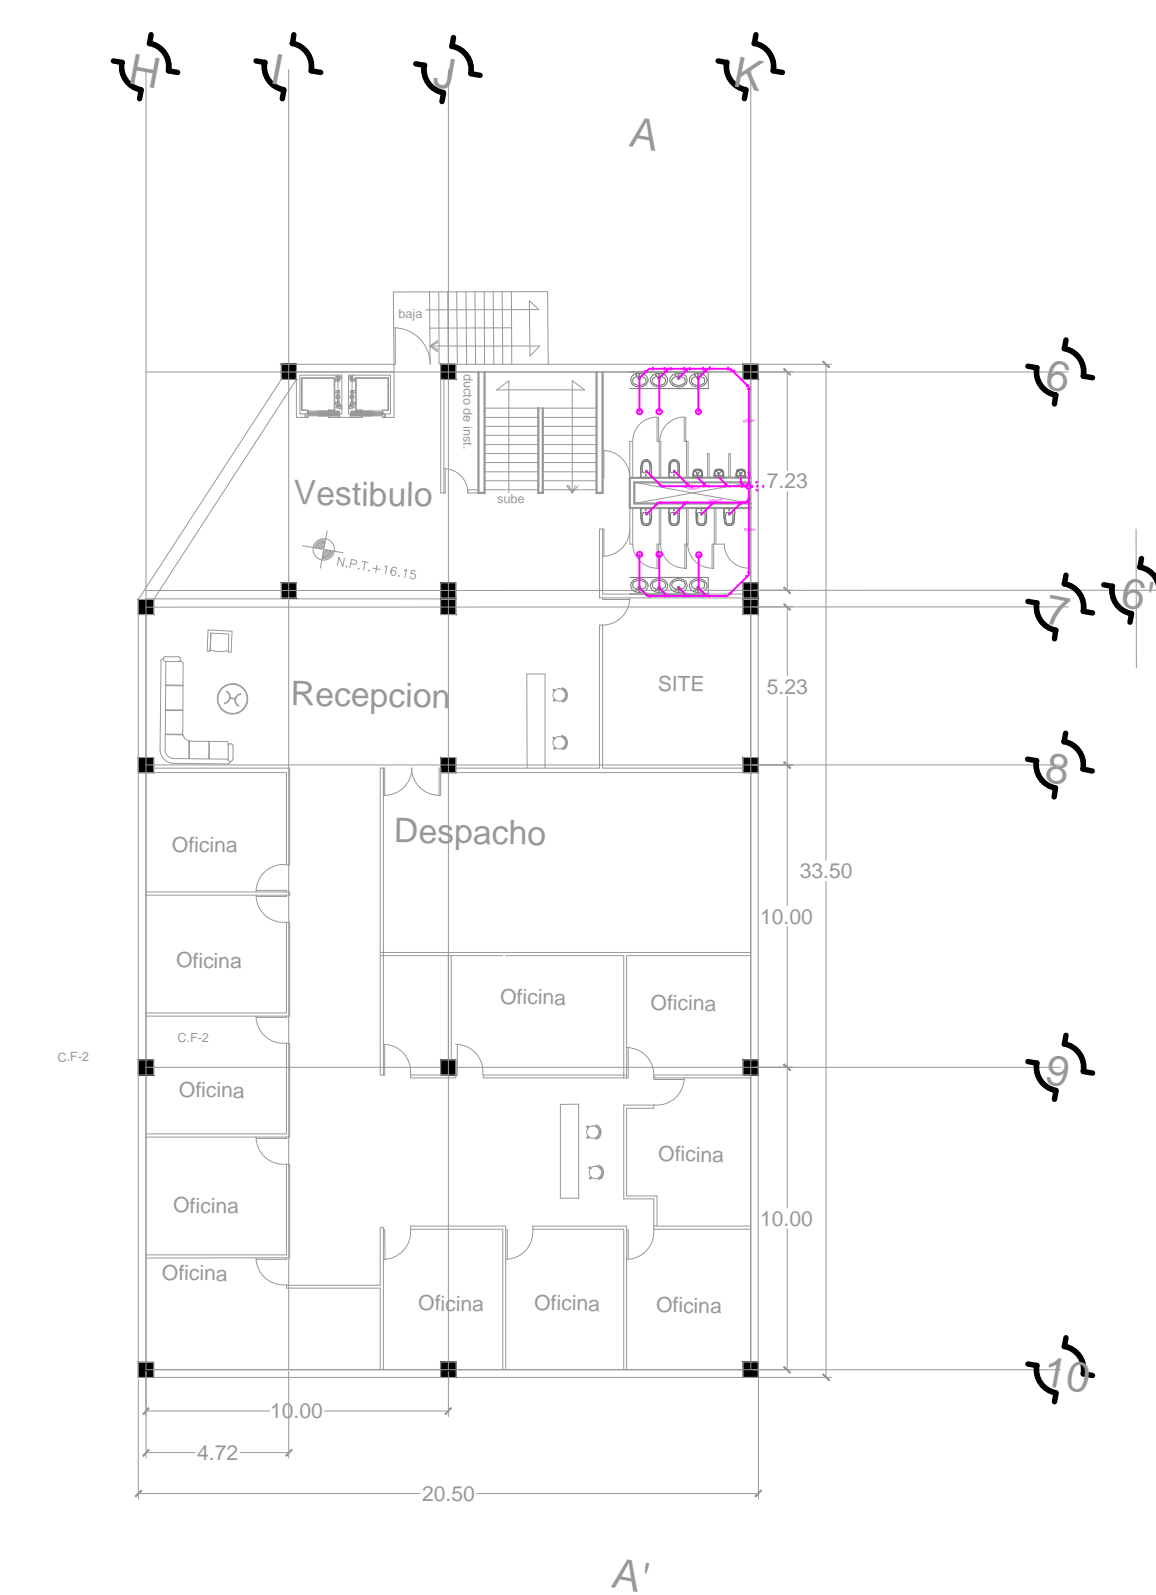 H
I
J
K
A
baja
6
ducto de inst.
7.23
Vestibulo
sube
N.P.T.+16.15
6'
7
SITE
5.23
Recepcion
8
Despacho
Oficina
33.50
10.00
Oficina
Oficina
Oficina
C.F-2
C.F-2
9
Oficina
Oficina
Oficina
10.00
Oficina
Oficina
Oficina
Oficina
10
10.00
4.72
20.50
A'